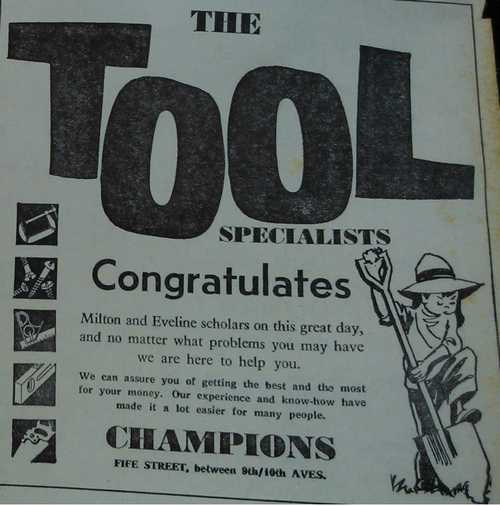 THE
TOOL
SPECIALISTS
Congratulates
Milton and Eveline scholars on this great day,
and no matter what problems you may have
we are here to help you.
We can assure you of getting the best and the most
for your money. Our experience and know-how have
made it a lot easier for many people.
CHAMPIONS
FIFE STREET, between 9th/10th AVES.